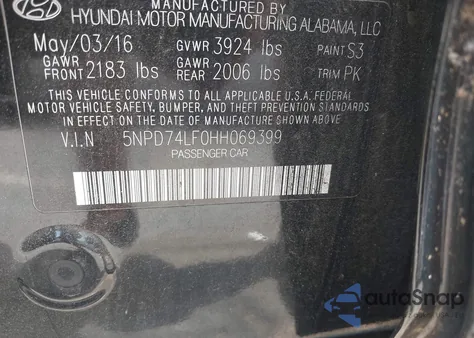 MANUFACTURED BY
HYUNDAI MOTOR MANUFACTURING ALABAMA, LLC
May/03/16 GVWR 3924 lbs PAINT S3
GAWR FRONT 2183 lbs GAWR REAR 2006 lbs TRIM PK
THIS VEHICLE CONFORMS TO ALL APPLICABLE FEDERAL
MOTOR VEHICLE SAFETY, BUMPER, AND THEFT PREVENTION STANDARDS
IN EFFECT ON THE DATE OF MANUFACTURE SHOWN ABOVE.
V.I.N 5NPD74LF0HH069399
PASSENGER CAR
autoSnap